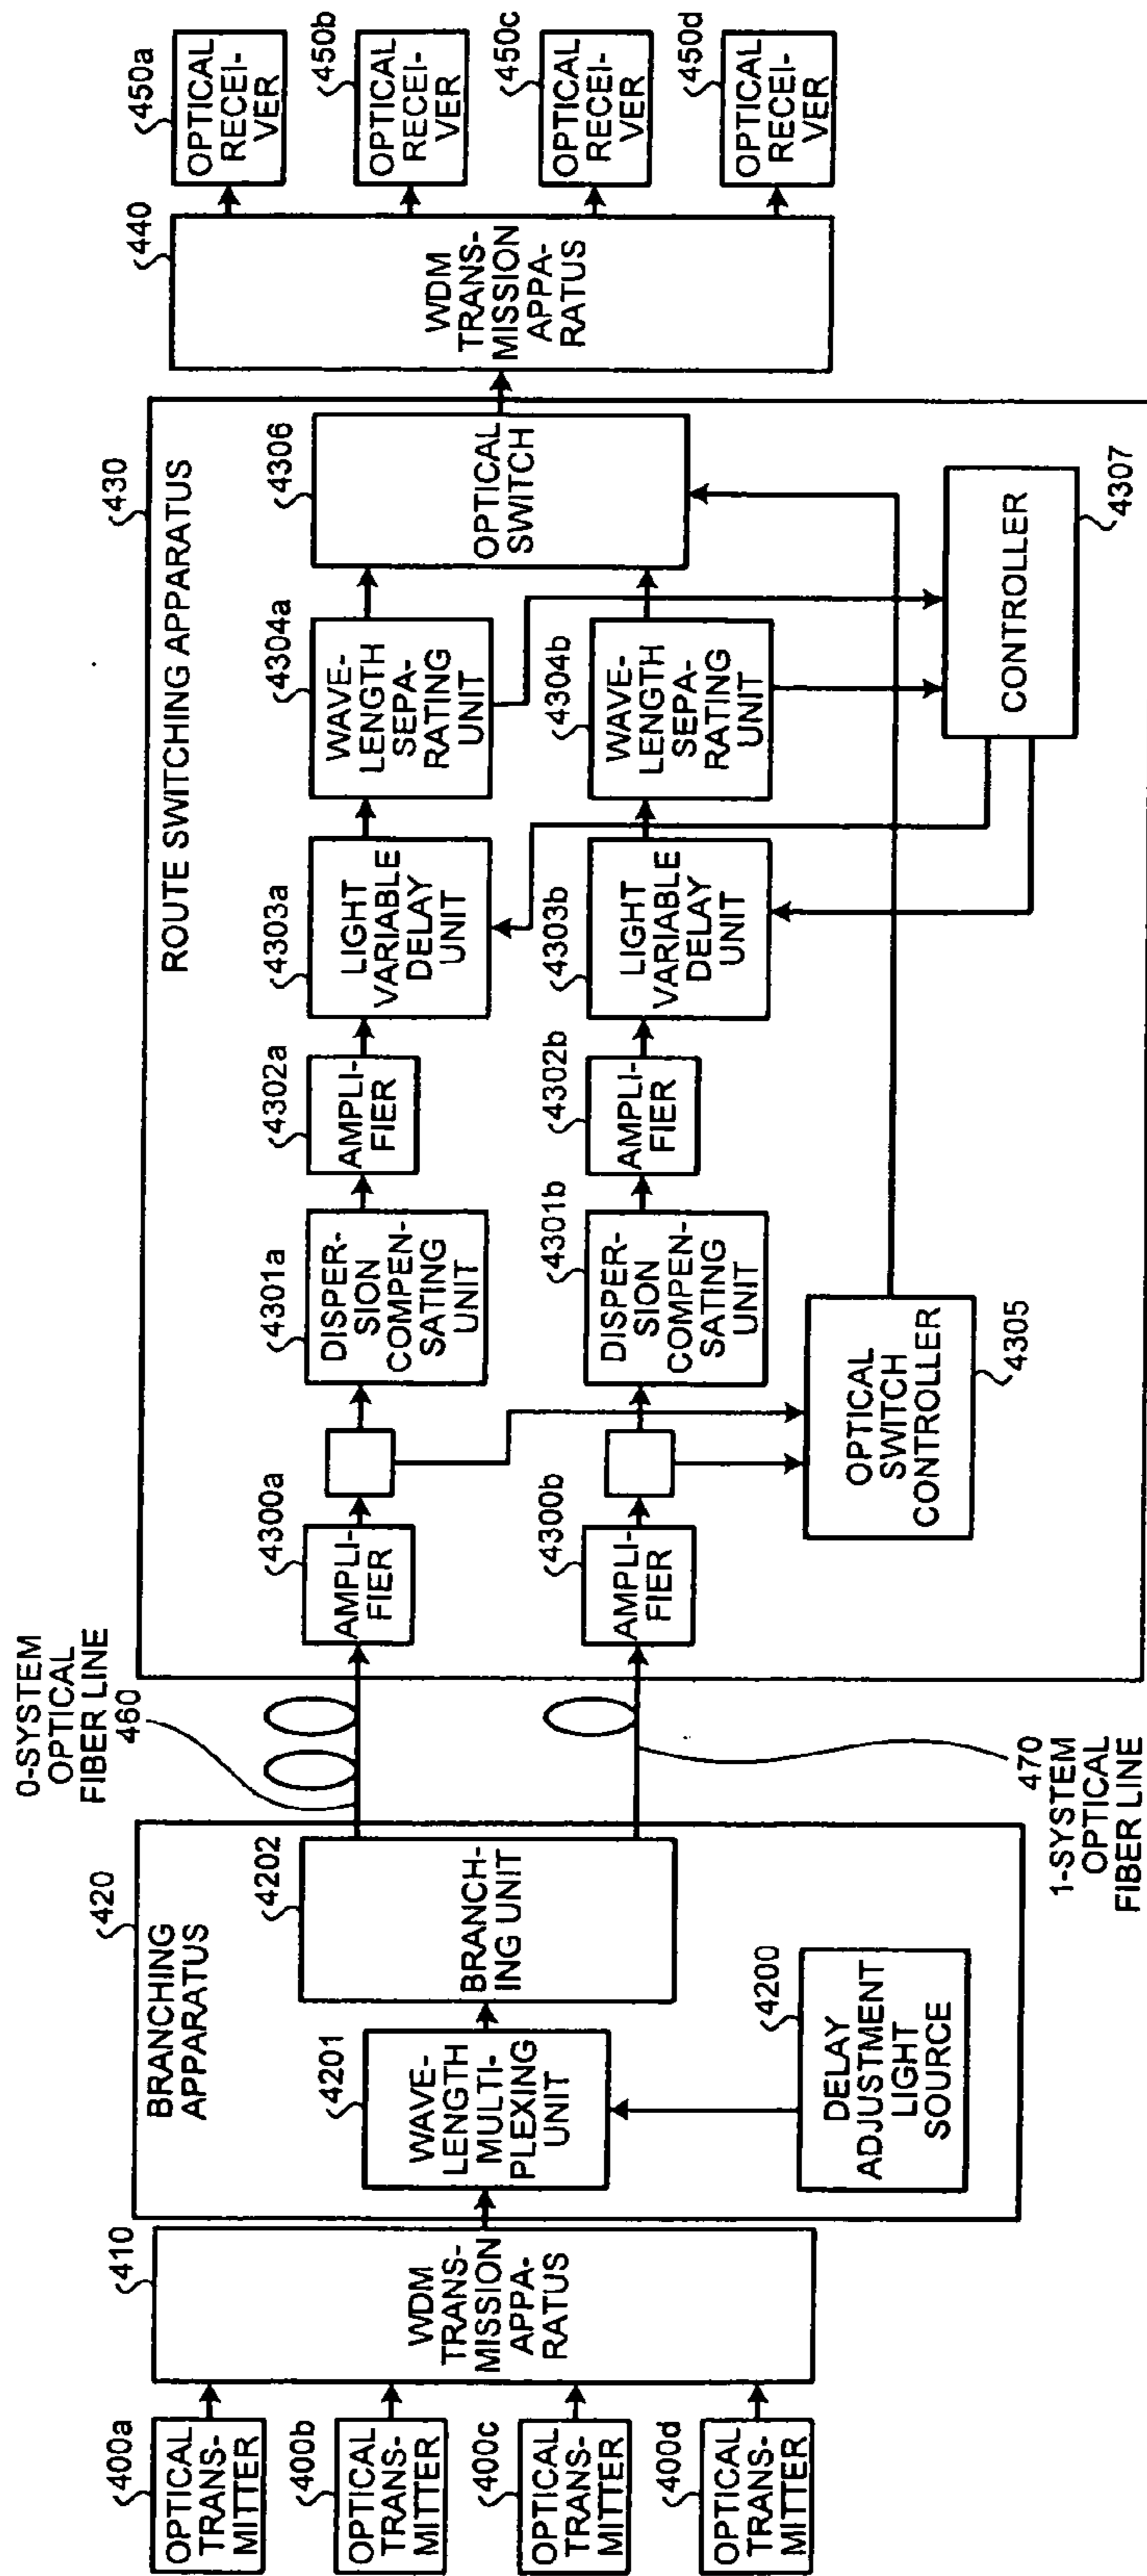 400a
OPTICAL
TRANS-
MITTER
400b
OPTICAL
TRANS-
MITTER
400c
OPTICAL
TRANS-
MITTER
400d
OPTICAL
TRANS-
MITTER
410
WDM
TRANS-
MISSION
APPA-
RATUS
420
BRANCHING
APPARATUS
4201
WAVE-
LENGTH
MULTI-
PLEXING
UNIT
4202
BRANCH-
ING UNIT
4200
DELAY
ADJUSTMENT
LIGHT
SOURCE
0-SYSTEM
OPTICAL
FIBER LINE
460
470
1-SYSTEM
OPTICAL
FIBER LINE
430
ROUTE SWITCHING APPARATUS
4300a
AMPLI-
FIER
4301a
DISPER-
SION
COMPEN-
SATING
UNIT
4302a
AMPLI-
FIER
4303a
LIGHT
VARIABLE
DELAY
UNIT
4304a
WAVE-
LENGTH
SEPA-
RATING
UNIT
4306
OPTICAL
SWITCH
4300b
AMPLI-
FIER
4301b
DISPER-
SION
COMPEN-
SATING
UNIT
4302b
AMPLI-
FIER
4303b
LIGHT
VARIABLE
DELAY
UNIT
4304b
WAVE-
LENGTH
SEPA-
RATING
UNIT
OPTICAL
SWITCH
CONTROLLER
4305
CONTROLLER
4307
440
WDM
TRANS-
MISSION
APPA-
RATUS
450a
OPTICAL
RECEI-
VER
450b
OPTICAL
RECEI-
VER
450c
OPTICAL
RECEI-
VER
450d
OPTICAL
RECEI-
VER